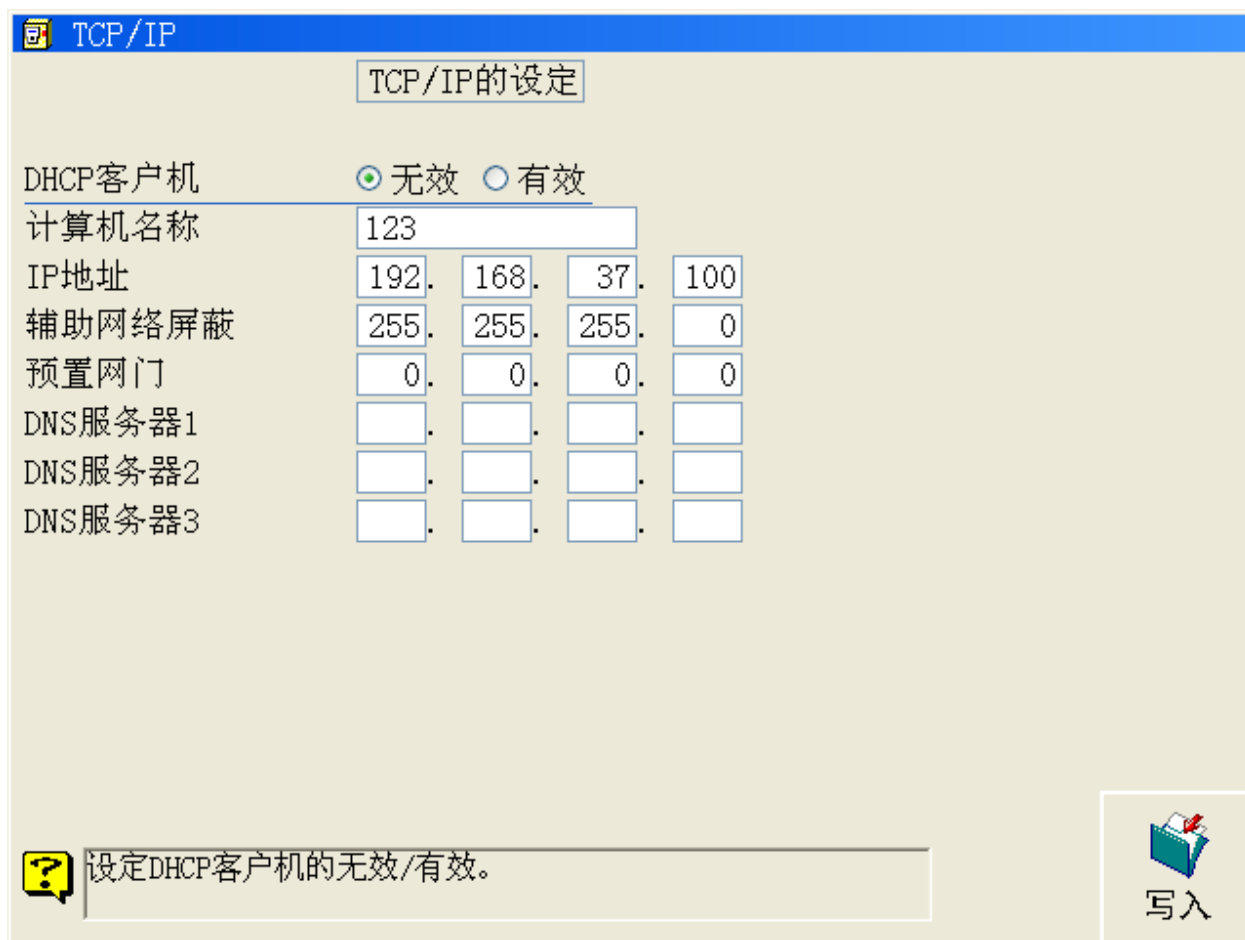 TCP/IP
TCP/IP的设定
DHCP客户机 无效 有效
计算机名称 123
IP地址 192. 168. 37. 100
辅助网络屏蔽 255. 255. 255. 0
预置网门 0. 0. 0. 0
DNS服务器1 . . .
DNS服务器2 . . .
DNS服务器3 . . .
设定DHCP客户机的无效/有效。
写入